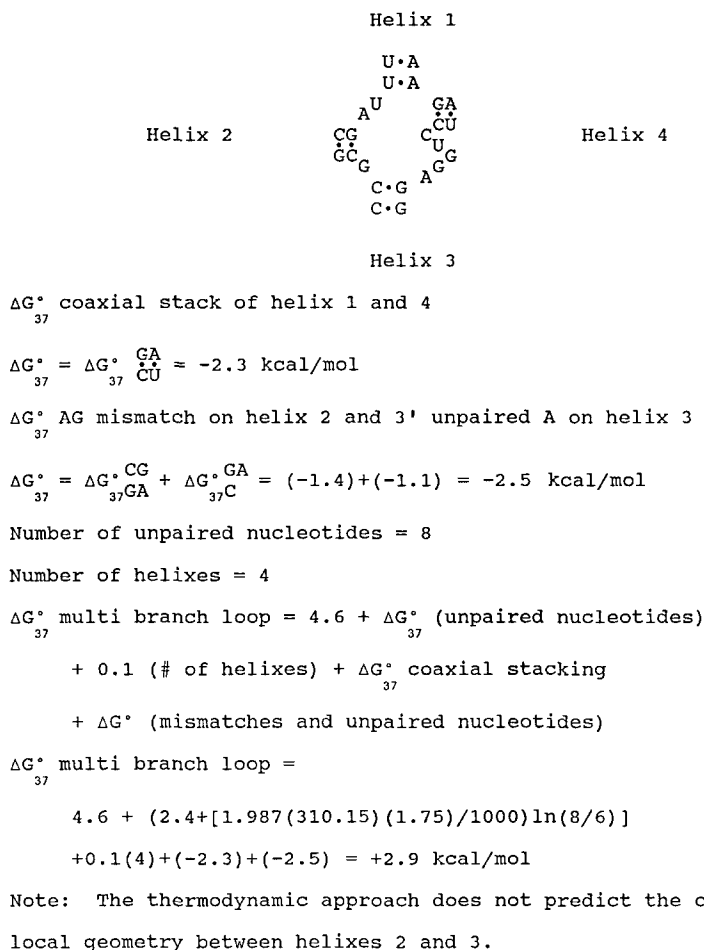 Helix 1
U·A
U·A
U
A
GA
CU
C
U
G
G
A
Helix 2
CG
GC
G
Helix 4
C·G
C·G
Helix 3
ΔG°37 coaxial stack of helix 1 and 4
ΔG°37 = ΔG°37 GA CU = -2.3 kcal/mol
ΔG°37 AG mismatch on helix 2 and 3' unpaired A on helix 3
ΔG°37 = ΔG°37 CG GA + ΔG°37 GA C = (-1.4)+(-1.1) = -2.5 kcal/mol
Number of unpaired nucleotides = 8
Number of helixes = 4
ΔG°37 multi branch loop = 4.6 + ΔG°37 (unpaired nucleotides)
+ 0.1 (# of helixes) + ΔG°37 coaxial stacking
+ ΔG° (mismatches and unpaired nucleotides)
ΔG°37 multi branch loop =
4.6 + (2.4+[1.987(310.15)(1.75)/1000)ln(8/6)]
+0.1(4)+(-2.3)+(-2.5) = +2.9 kcal/mol
Note: The thermodynamic approach does not predict the
local geometry between helixes 2 and 3.